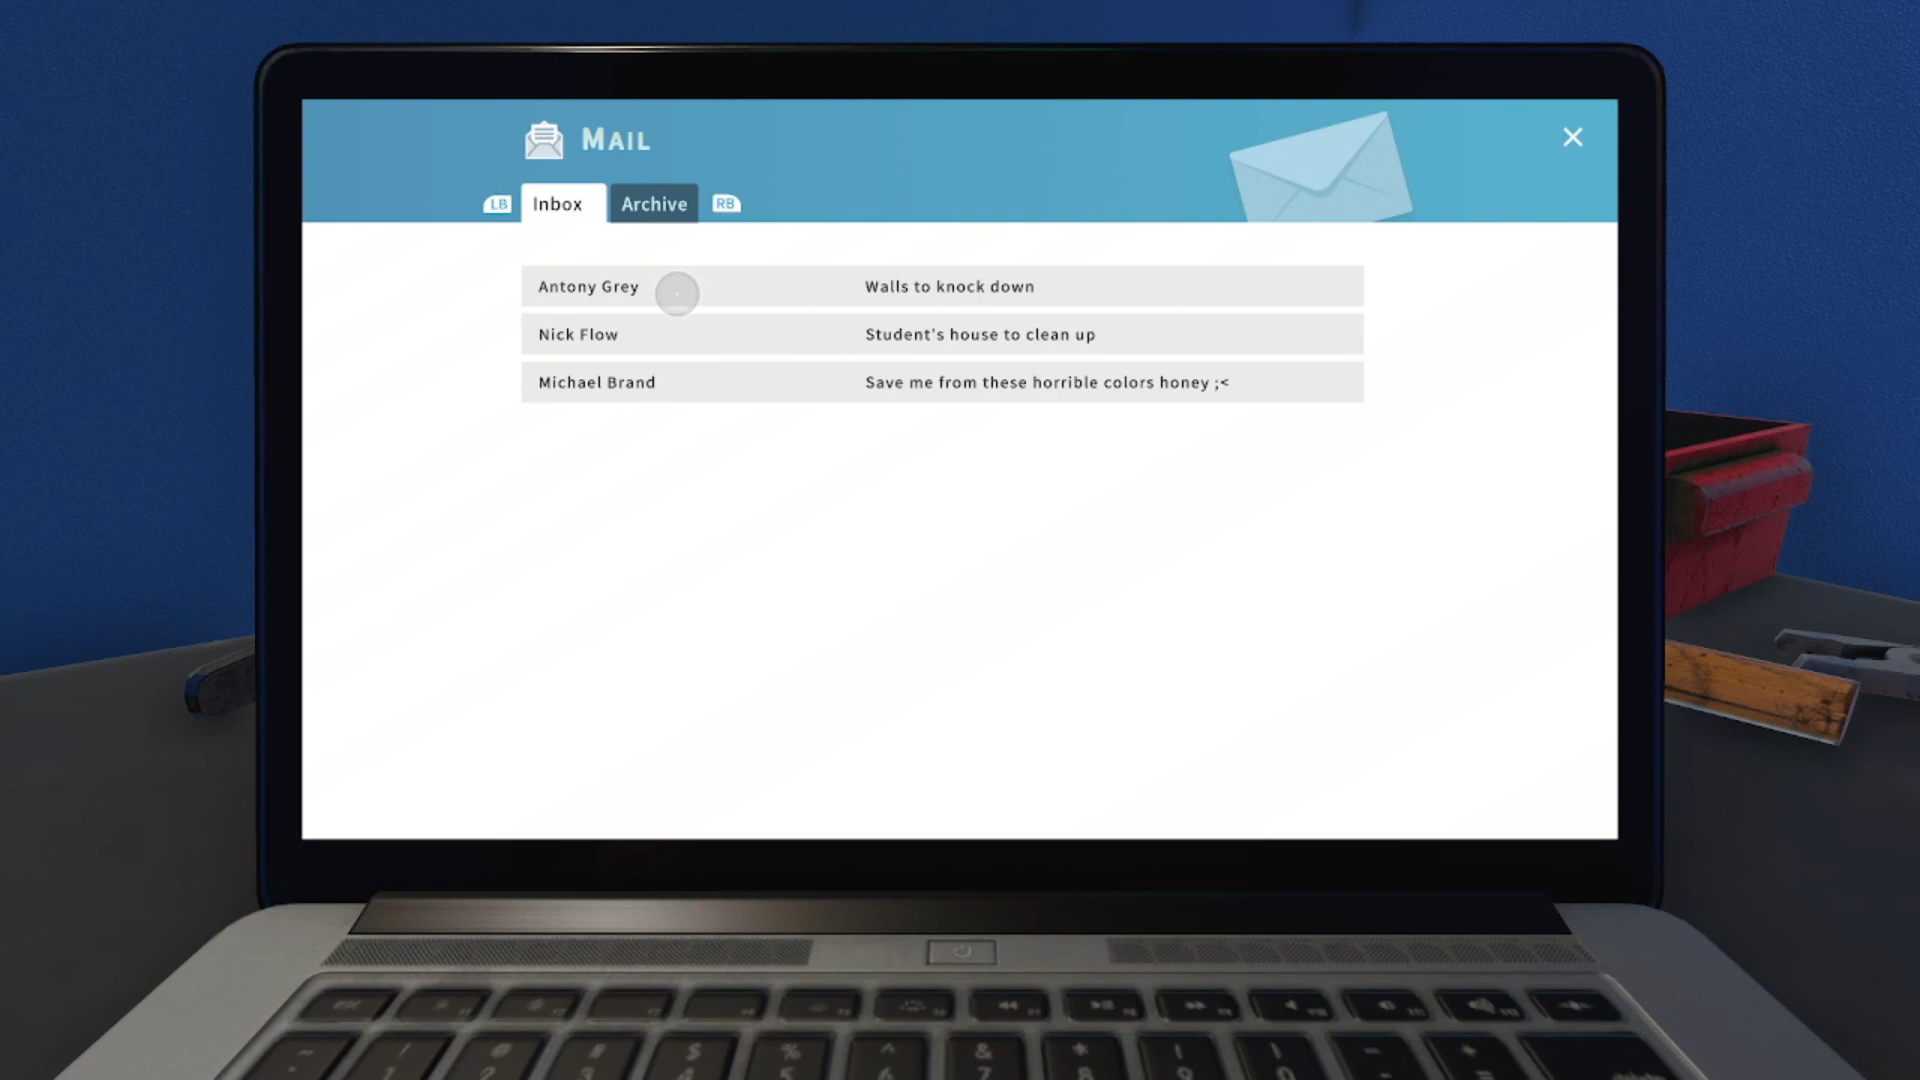 MAIL
LB Inbox Archive RB
Antony Grey Walls to knock down
Nick Flow Student's house to clean up
Michael Brand Save me from these horrible colors honey ;<